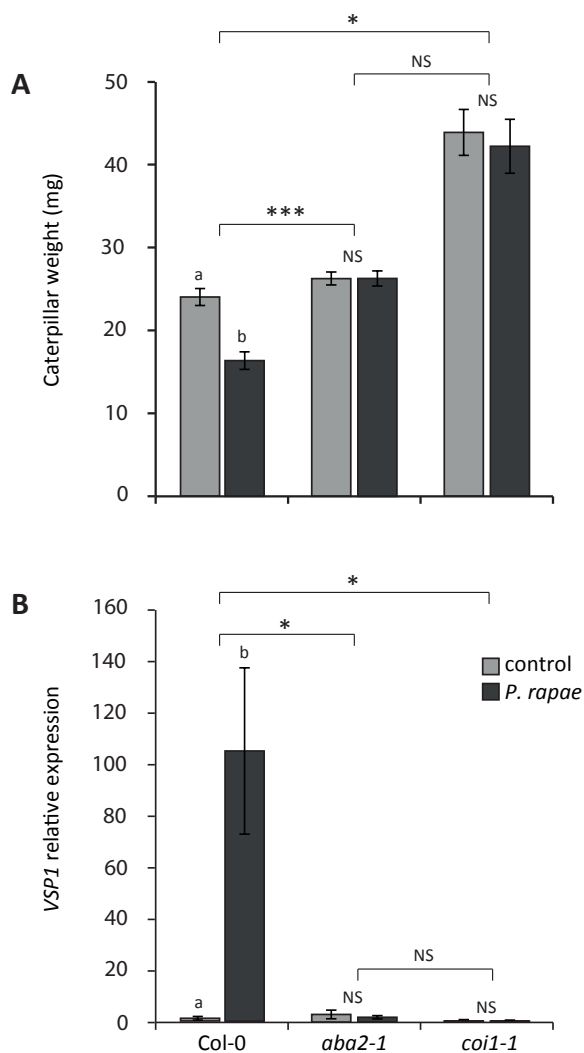 *
A
NS
50
NS
40
***
30
NS
a
b
20
10
0
Caterpillar weight (mg)
B
*
160
*
b
140
control
P. rapae
120
100
80
60
40
NS
20
a
NS
NS
0
VSP1 relative expression
Col-0 aba2-1 coi1-1